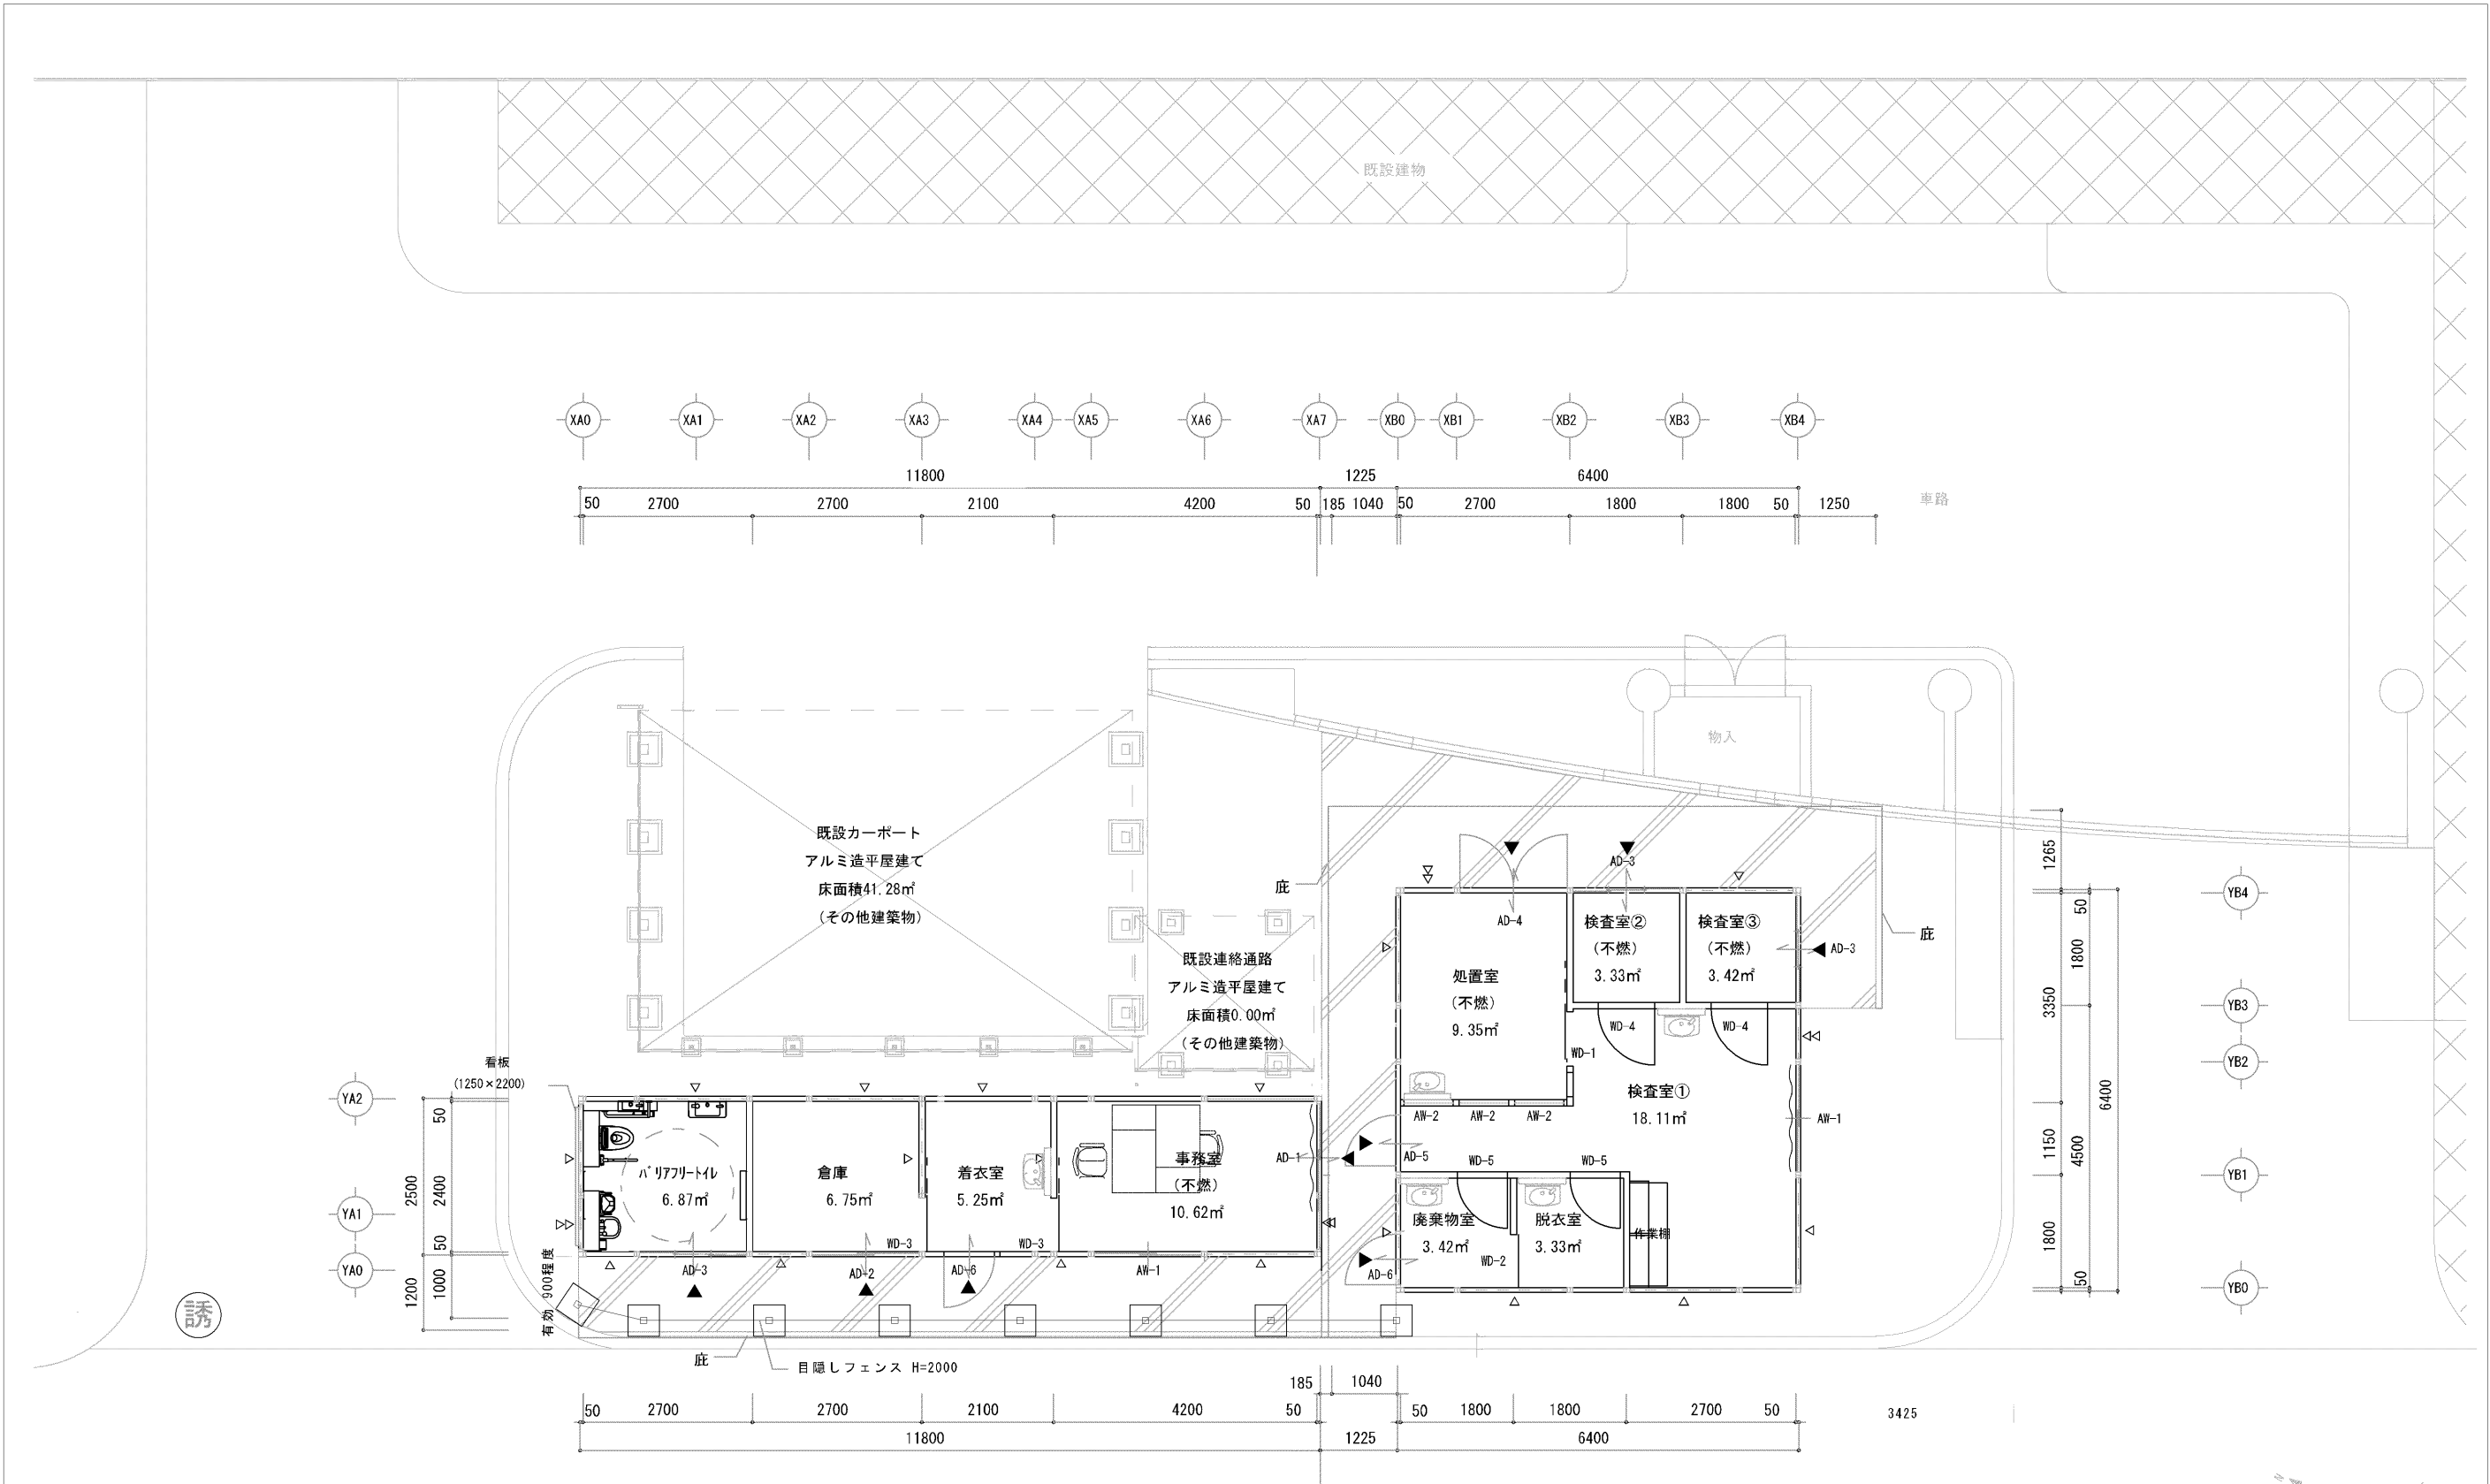 既設建物
XA0 XA1 XA2 XA3 XA4 XA5 XA6 XA7 XB0 XB1 XB2 XB3 XB4
11800 1225 6400
50 2700 2700 2100 4200 50 185 1040 50 2700 1800 1800 50 1250
車路
物入
既設カーポート
アルミ造平屋建て
床面積41.28㎡
(その他建築物)
庇
既設連絡通路
アルミ造平屋建て
床面積0.00㎡
(その他建築物)
AD-3
AD-4
検査室②
(不燃)
3.33㎡
検査室③
(不燃)
3.42㎡
AD-3
庇
処置室
(不燃)
9.35㎡
WD-4
WD-4
WD-1
検査室①
18.11㎡
AW-2 AW-2 AW-2
AW-1
AD-5
WD-5 WD-5
廃棄物室
3.42㎡
WD-2
脱衣室
3.33㎡
作業棚
AD-6
看板
(1250×2200)
バリアフリートイレ
6.87㎡
倉庫
6.75㎡
着衣室
5.25㎡
事務室
(不燃)
10.62㎡
AD-1
WD-3
WD-3
AD-3
AD-2
AD-6
AW-1
有効 900程度
庇
目隠しフェンス H=2000
誘
YA2
YA1
YA0
50
2400
50
2500
1000
1200
1265
50
1800
3350
6400
1150
4500
1800
50
YB4
YB3
YB2
YB1
YB0
185 1040
50 2700 2700 2100 4200 50 50 1800 1800 2700 50 3425
11800 1225 6400
N